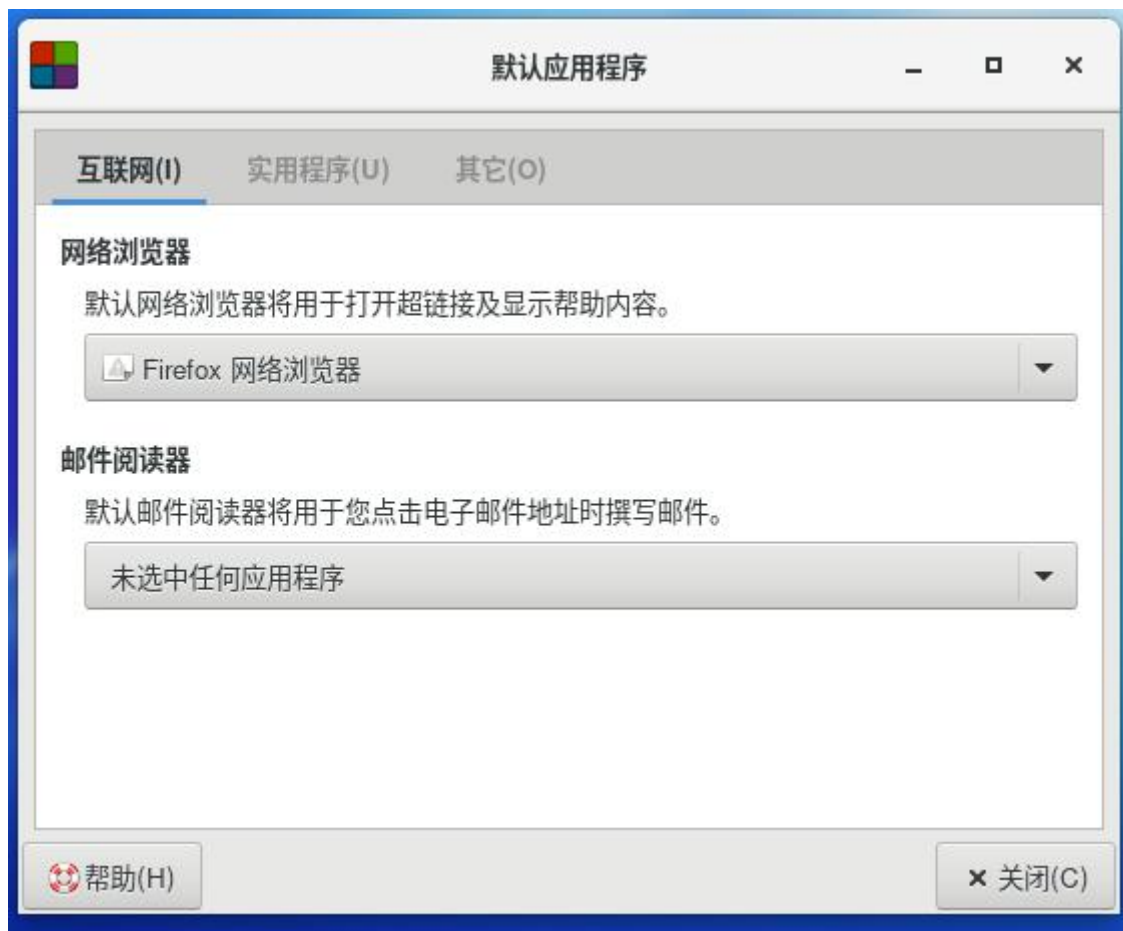 默认应用程序
互联网(I) 实用程序(U) 其它(O)
网络浏览器
默认网络浏览器将用于打开超链接及显示帮助内容。
Firefox 网络浏览器
邮件阅读器
默认邮件阅读器将用于您点击电子邮件地址时撰写邮件。
未选中任何应用程序
帮助(H) 关闭(C)